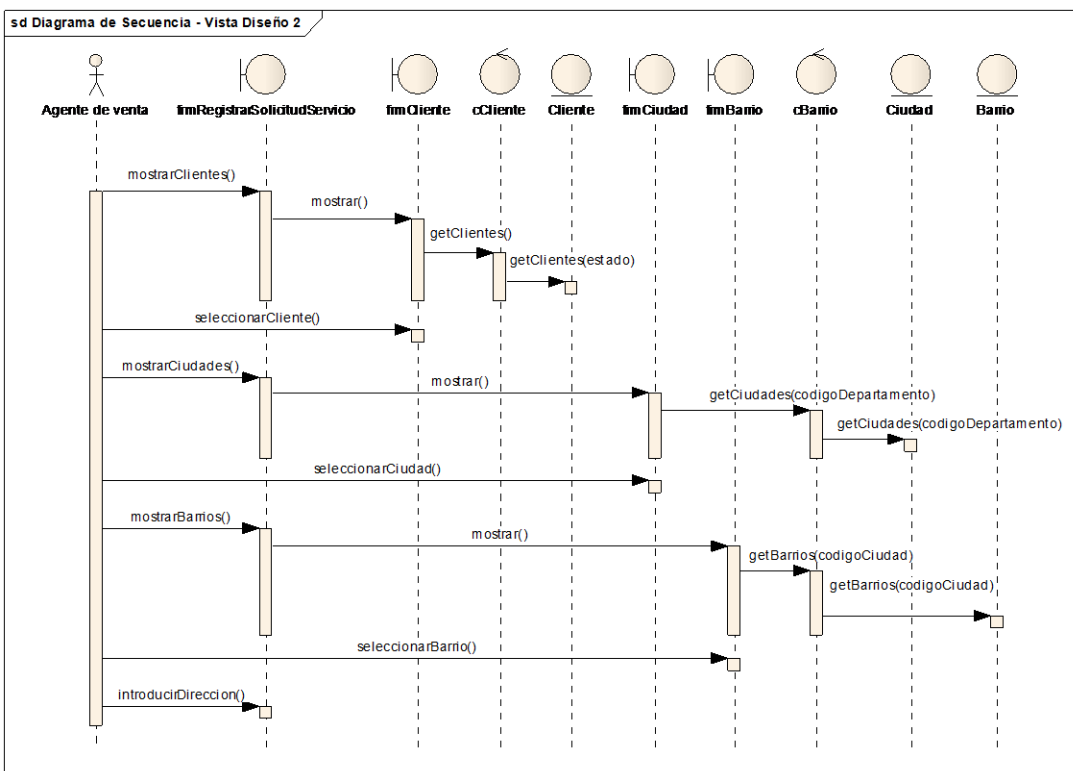 sd Diagrama de Secuencia - Vista Diseño 2
Agente de venta
frmRegistrarSolicitudServicio
frmCliente
cCliente
Cliente
frmCiudad
frmBarrio
cBarrio
Ciudad
Barrio
mostrarClientes()
mostrar()
getClientes()
getClientes(estado)
seleccionarCliente()
mostrarCiudades()
mostrar()
getCiudades(codigoDepartamento)
getCiudades(codigoDepartamento)
seleccionarCiudad()
mostrarBarrios()
mostrar()
getBarrios(codigoCiudad)
getBarrios(codigoCiudad)
seleccionarBarrio()
introducirDireccion()